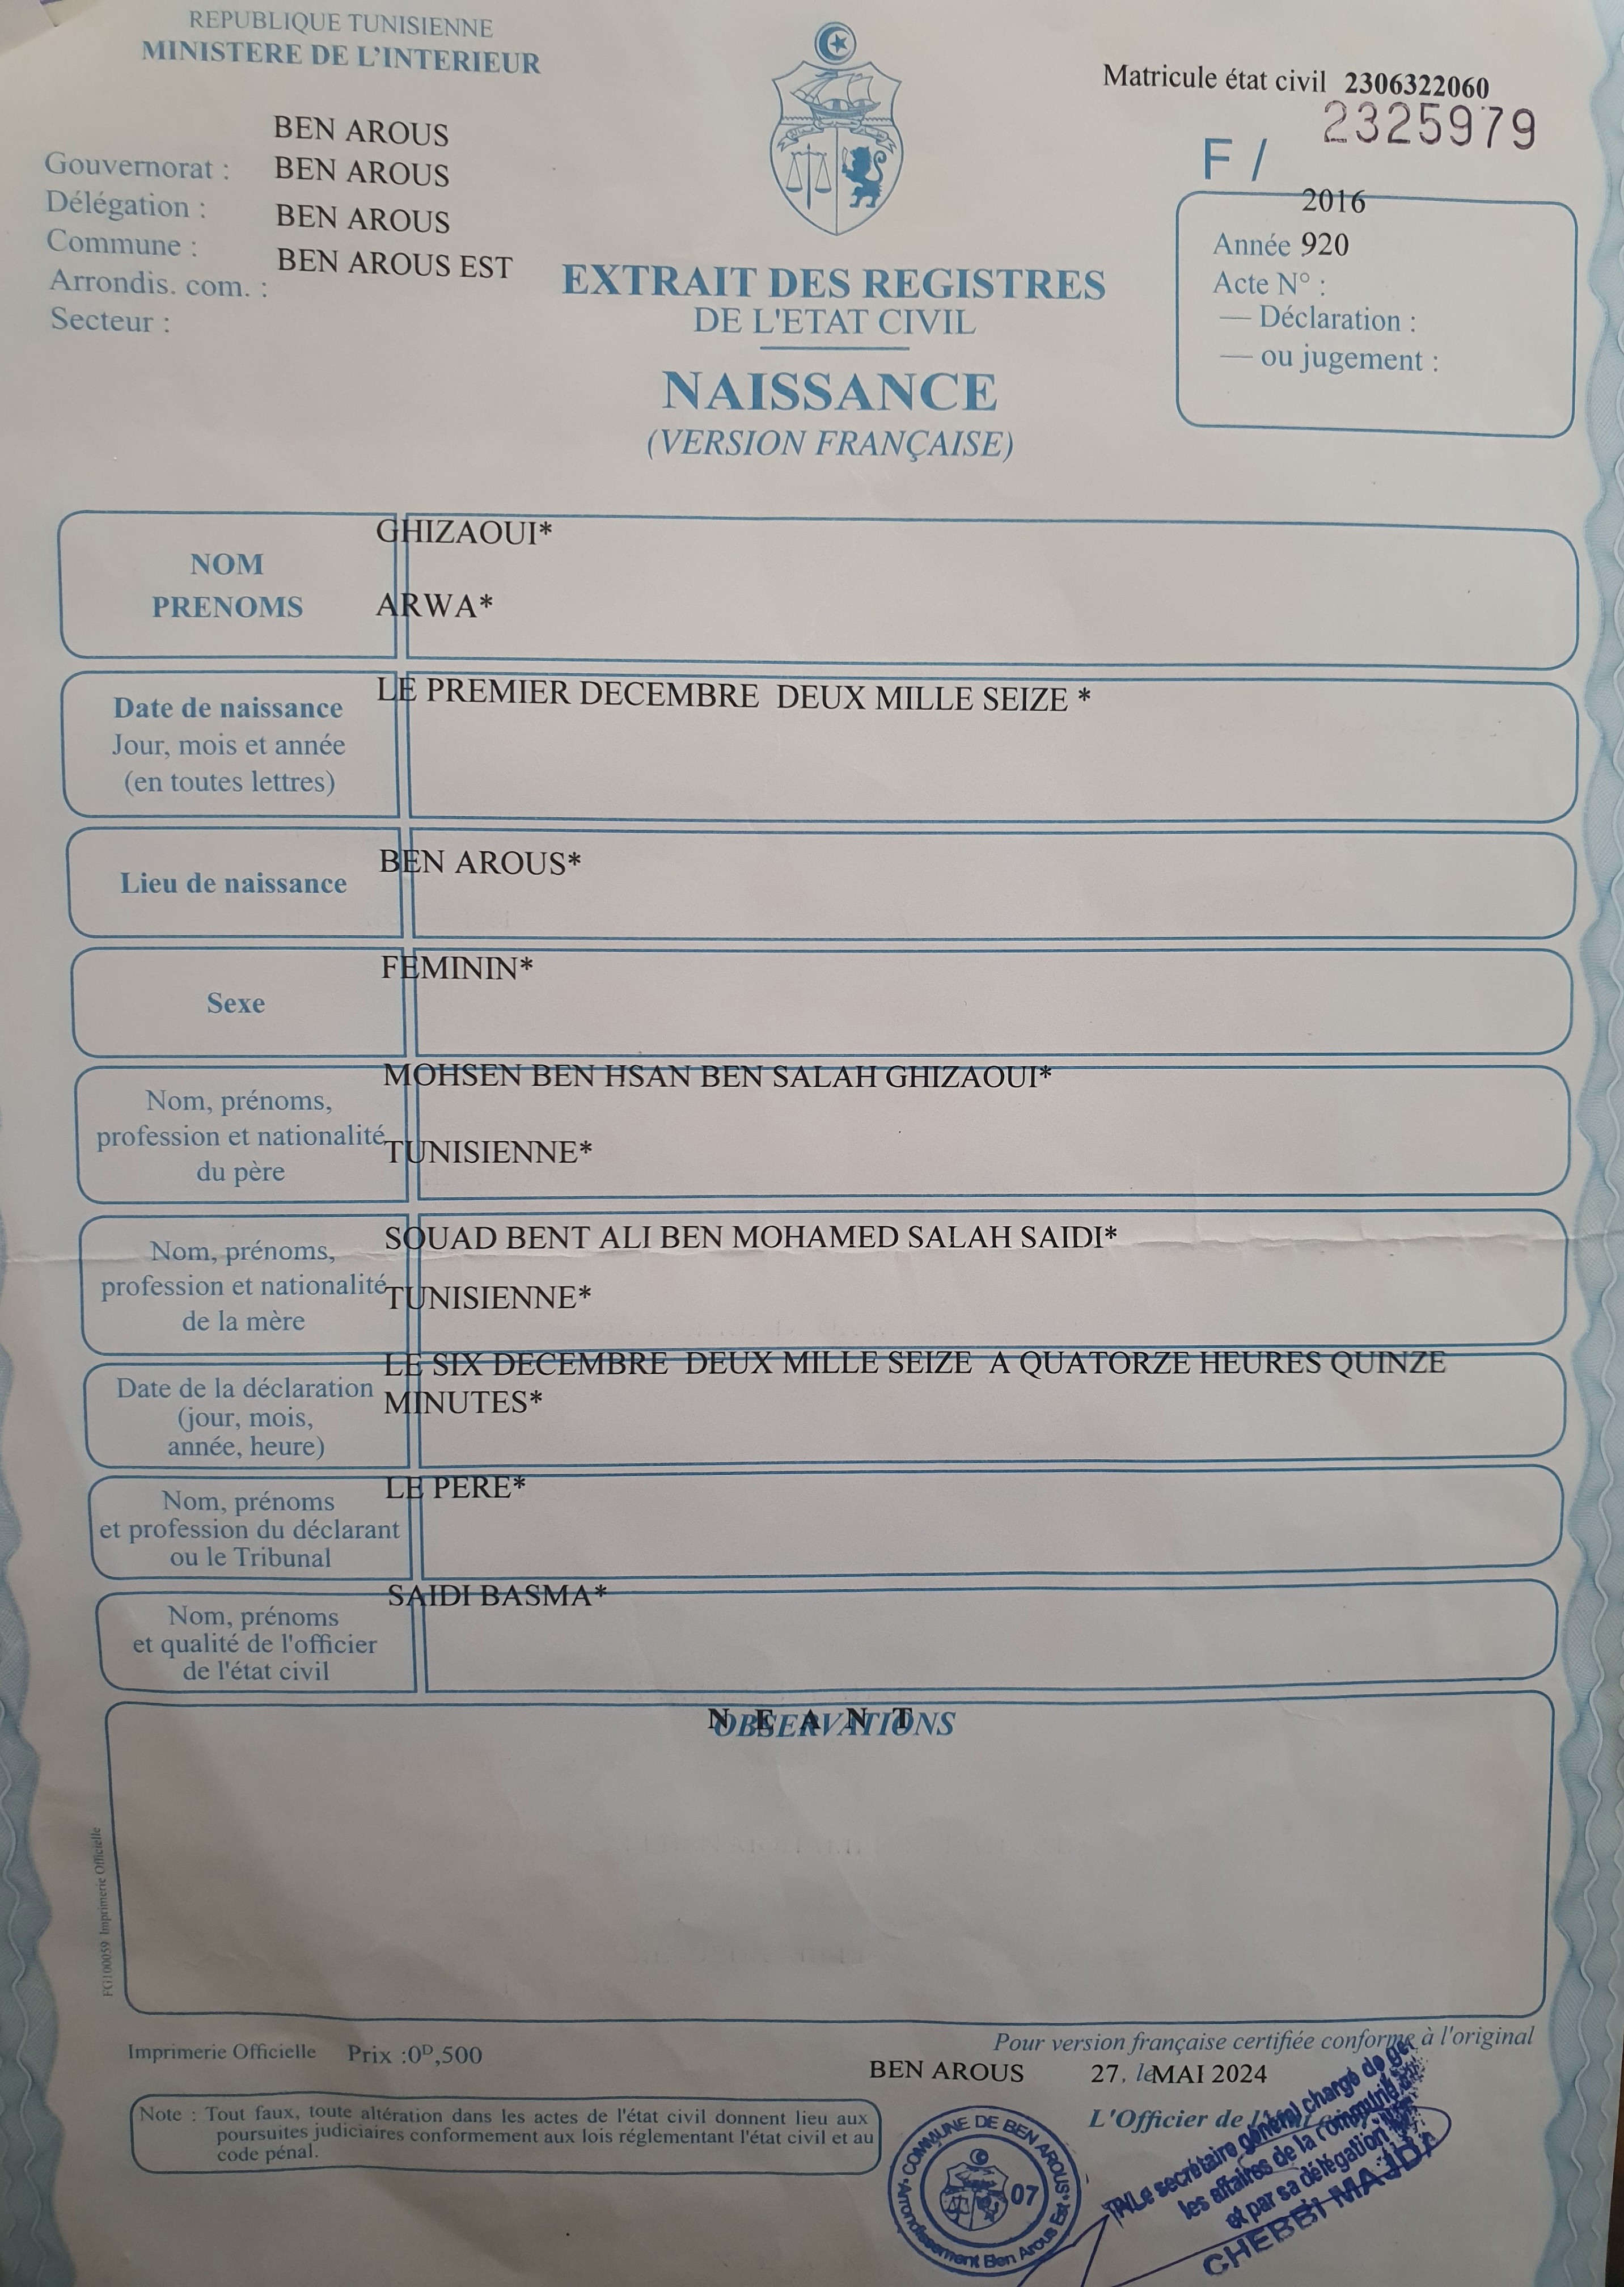 REPUBLIQUE TUNISIENNE
MINISTERE DE L'INTERIEUR
Matricule état civil 2306322060
2325979
F /
BEN AROUS
Gouvernorat : BEN AROUS
Délégation : BEN AROUS
Commune : BEN AROUS EST
Arrondis. com. :
Secteur :
2016
Année 920
Acte N° :
— Déclaration :
— ou jugement :
EXTRAIT DES REGISTRES
DE L'ETAT CIVIL
NAISSANCE
(VERSION FRANÇAISE)
NOM GHIZAOUI*
PRENOMS ARWA*
Date de naissance LE PREMIER DECEMBRE DEUX MILLE SEIZE *
Jour, mois et année
(en toutes lettres)
Lieu de naissance BEN AROUS*
Sexe FEMININ*
MOHSEN BEN HSAN BEN SALAH GHIZAOUI*
Nom, prénoms,
profession et nationalité TUNISIENNE*
du père
SOUAD BENT ALI BEN MOHAMED SALAH SAIDI*
Nom, prénoms,
profession et nationalité TUNISIENNE*
de la mère
LE SIX DECEMBRE DEUX MILLE SEIZE A QUATORZE HEURES QUINZE
Date de la déclaration MINUTES*
(jour, mois,
année, heure)
LE PERE*
Nom, prénoms
et profession du déclarant
ou le Tribunal
SAIDI BASMA*
Nom, prénoms
et qualité de l'officier
de l'état civil
N E A N T
OBSERVATIONS
FG100059 Imprimerie Officielle
Imprimerie Officielle Prix :0D,500
Pour version française certifiée conforme à l'original
BEN AROUS 27, le MAI 2024
L'Officier de l'
Note : Tout faux, toute altération dans les actes de l'état civil donnent lieu aux
poursuites judiciaires conformement aux lois réglementant l'état civil et au
code pénal.
COMMUNE DE BEN AROUS
Arrondissement Ben Arous Est
07
Le secrétaire général chargé de
les affaires de la commune
et par sa délégation
CHEBBI MAJDA